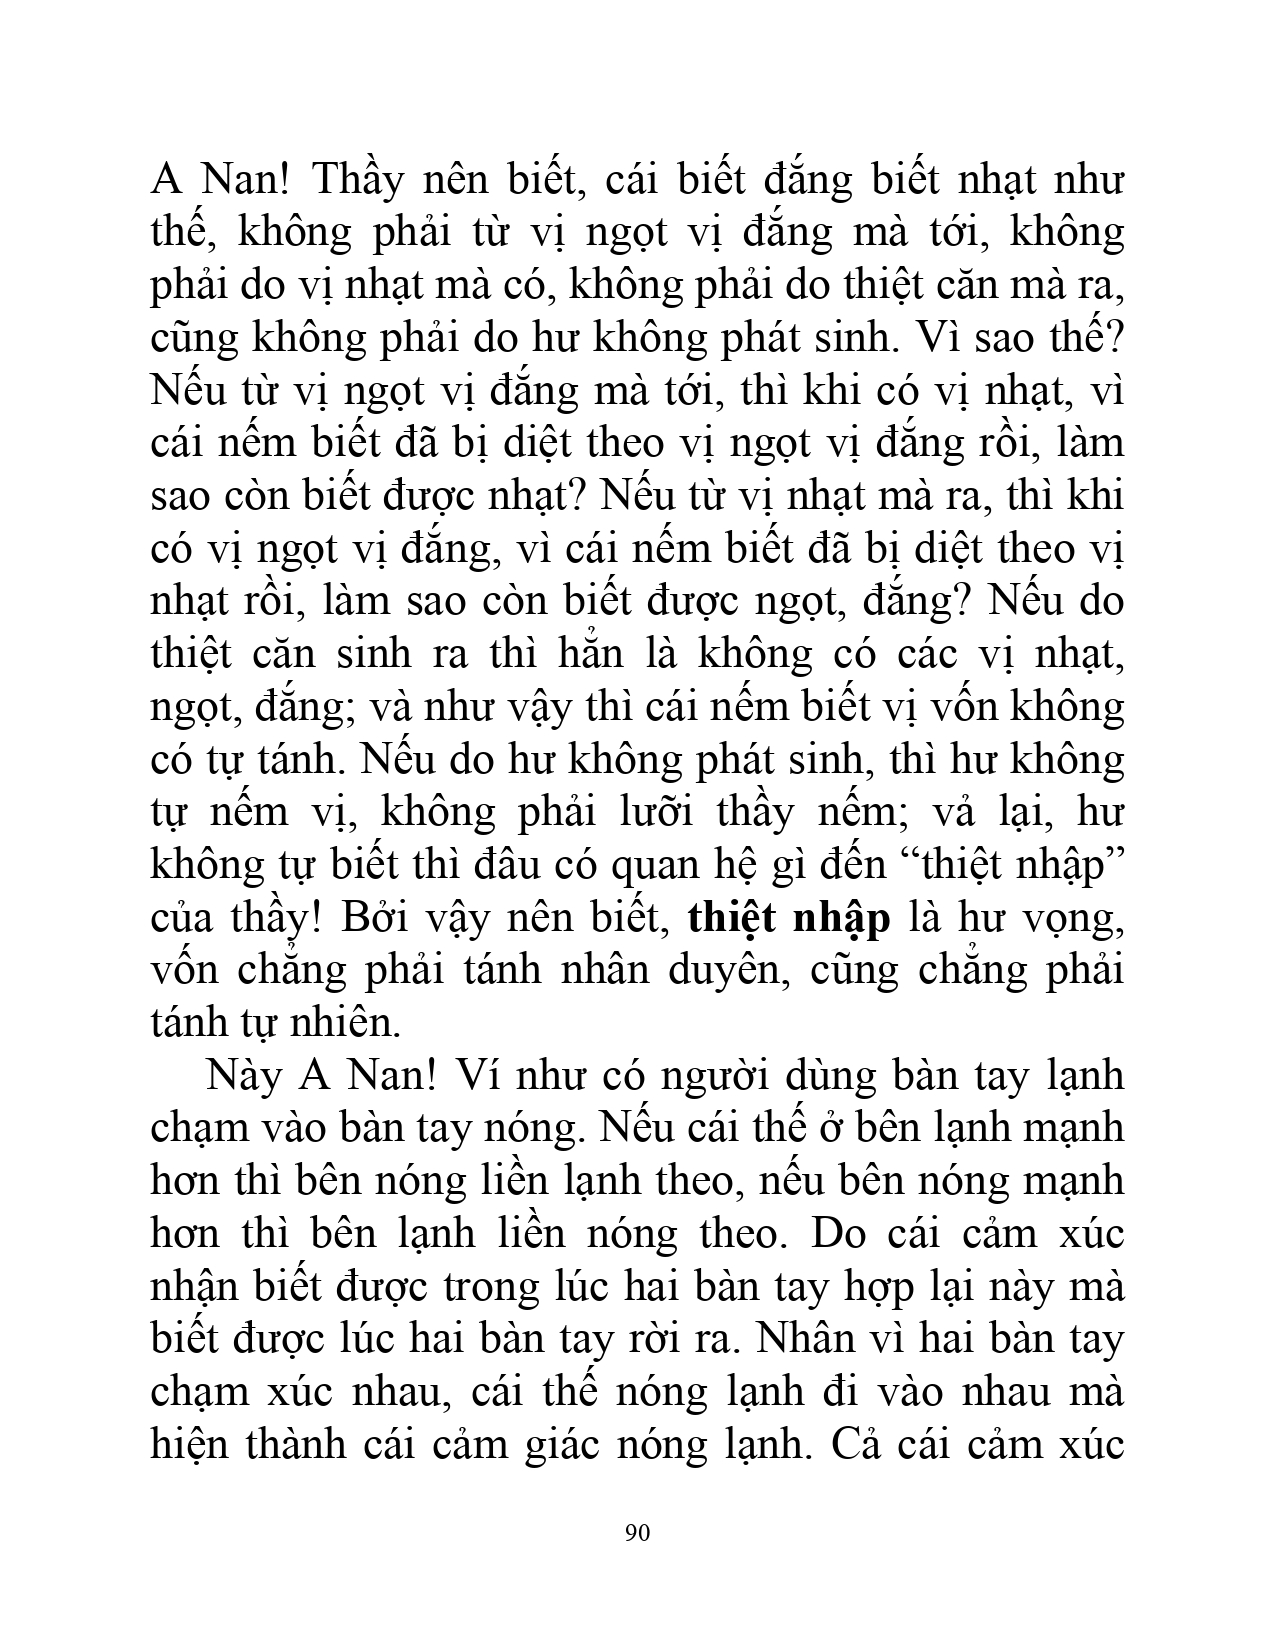 A Nan! Thầy nên biết, cái biết đắng biết nhạt như
thế, không phải từ vị ngọt vị đắng mà tới, không
phải do vị nhạt mà có, không phải do thiệt căn mà ra,
cũng không phải do hư không phát sinh. Vì sao thế?
Nếu từ vị ngọt vị đắng mà tới, thì khi có vị nhạt, vì
cái nếm biết đã bị diệt theo vị ngọt vị đắng rồi, làm
sao còn biết được nhạt? Nếu từ vị nhạt mà ra, thì khi
có vị ngọt vị đắng, vì cái nếm biết đã bị diệt theo vị
nhạt rồi, làm sao còn biết được ngọt, đắng? Nếu do
thiệt căn sinh ra thì hẳn là không có các vị nhạt,
ngọt, đắng; và như vậy thì cái nếm biết vị vốn không
có tự tánh. Nếu do hư không phát sinh, thì hư không
tự nếm vị, không phải lưỡi thầy nếm; vả lại, hư
không tự biết thì đâu có quan hệ gì đến “thiệt nhập”
của thầy! Bởi vậy nên biết, thiệt nhập là hư vọng,
vốn chẳng phải tánh nhân duyên, cũng chẳng phải
tánh tự nhiên.
Này A Nan! Ví như có người dùng bàn tay lạnh
chạm vào bàn tay nóng. Nếu cái thế ở bên lạnh mạnh
hơn thì bên nóng liền lạnh theo, nếu bên nóng mạnh
hơn thì bên lạnh liền nóng theo. Do cái cảm xúc
nhận biết được trong lúc hai bàn tay hợp lại này mà
biết được lúc hai bàn tay rời ra. Nhân vì hai bàn tay
chạm xúc nhau, cái thế nóng lạnh đi vào nhau mà
hiện thành cái cảm giác nóng lạnh. Cả cái cảm xúc
90